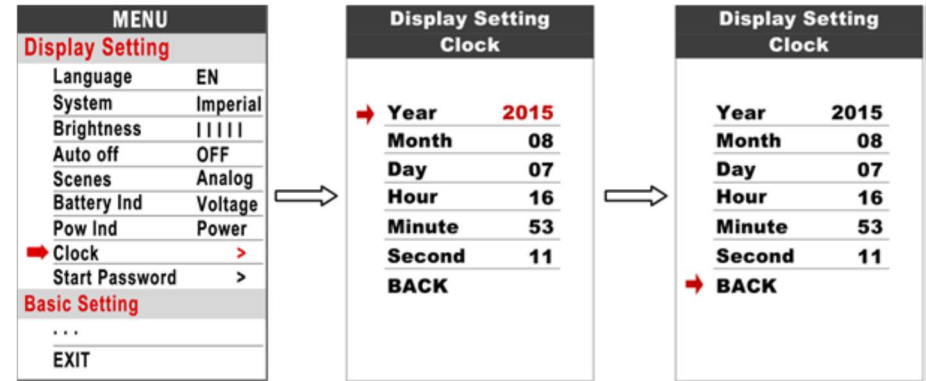 MENU
Display Setting
Language EN
System Imperial
Brightness | | | | |
Auto off OFF
Scenes Analog
Battery Ind Voltage
Pow Ind Power
Clock >
Start Password >
Basic Setting
. . .
EXIT
Display Setting
Clock
Year 2015
Month 08
Day 07
Hour 16
Minute 53
Second 11
BACK
Display Setting
Clock
Year 2015
Month 08
Day 07
Hour 16
Minute 53
Second 11
BACK